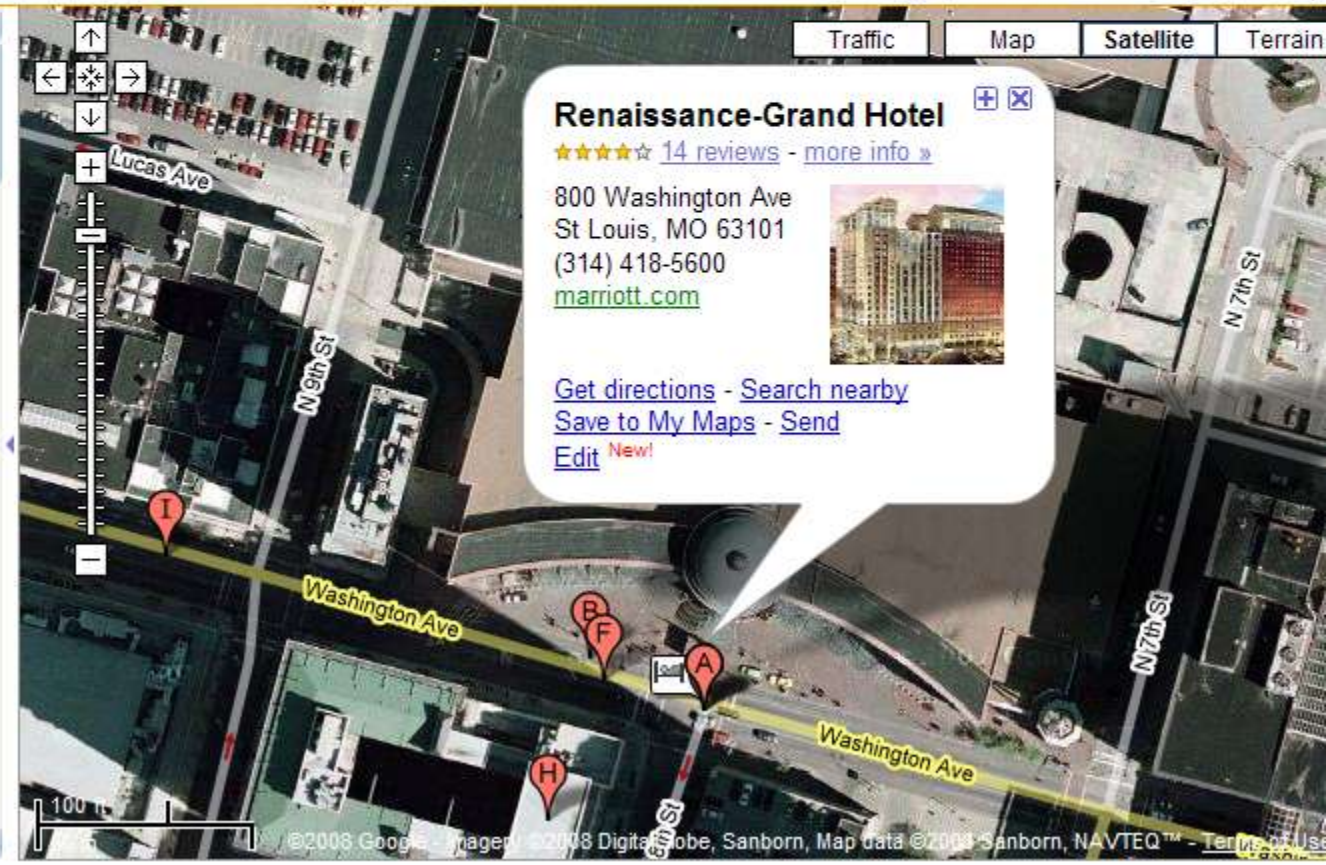 Traffic
Map
Satellite
Terrain
Renaissance-Grand Hotel
14 reviews - more info »
800 Washington Ave
St Louis, MO 63101
(314) 418-5600
marriott.com
Get directions - Search nearby
Save to My Maps - Send
Edit New!
Lucas Ave
N 9th St
N 7th St
I
Washington Ave
B
F
A
N 7th St
Washington Ave
H
8th St
100 ft
©2008 Google - Imagery ©2008 DigitalGlobe, Sanborn, Map data ©2008 Sanborn, NAVTEQ™ - Terms of Use